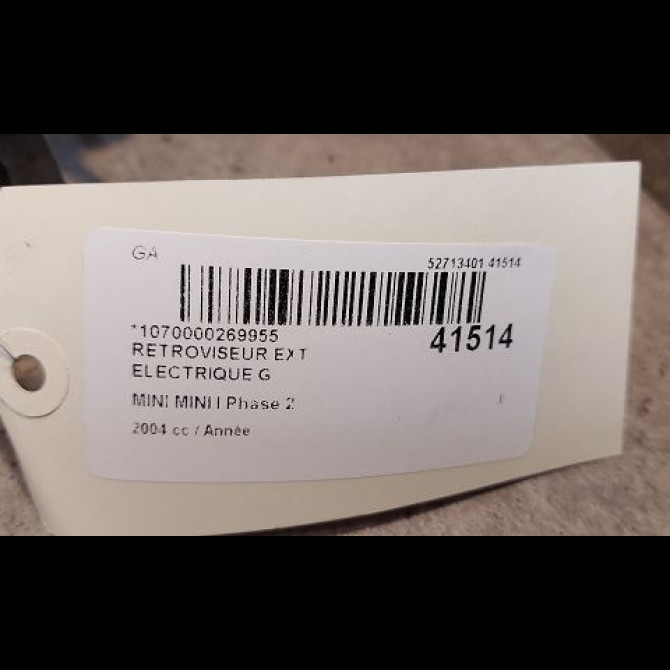 GA
52713401 41514
*1070000269955
41514
RETROVISEUR EXT
ELECTRIQUE G
MINI MINI I Phase 2
2004 cc / Année